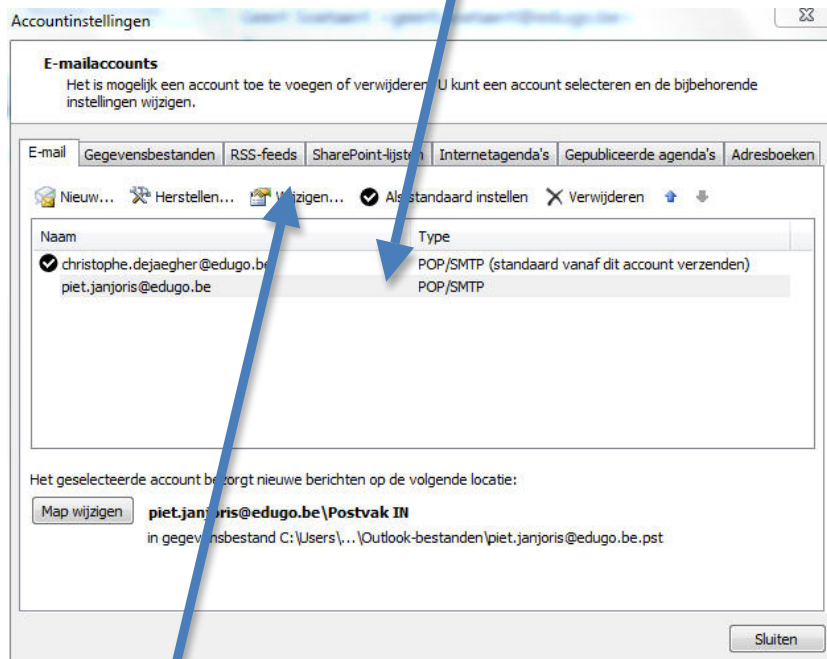 Accountinstellingen
E-mailaccounts
Het is mogelijk een account toe te voegen of verwijderen. U kunt een account selecteren en de bijbehorende
instellingen wijzigen.
E-mail Gegevensbestanden RSS-feeds SharePoint-lijsten Internetagenda's Gepubliceerde agenda's Adresboeken
Nieuw... Herstellen... Wijzigen... Als standaard instellen Verwijderen
Naam Type
christophe.dejaegher@edugo.be POP/SMTP (standaard vanaf dit account verzenden)
piet.janjoris@edugo.be POP/SMTP
Het geselecteerde account bezorgt nieuwe berichten op de volgende locatie:
Map wijzigen piet.janjoris@edugo.be\Postvak IN
in gegevensbestand C:\Users\...\Outlook-bestanden\piet.janjoris@edugo.be.pst
Sluiten